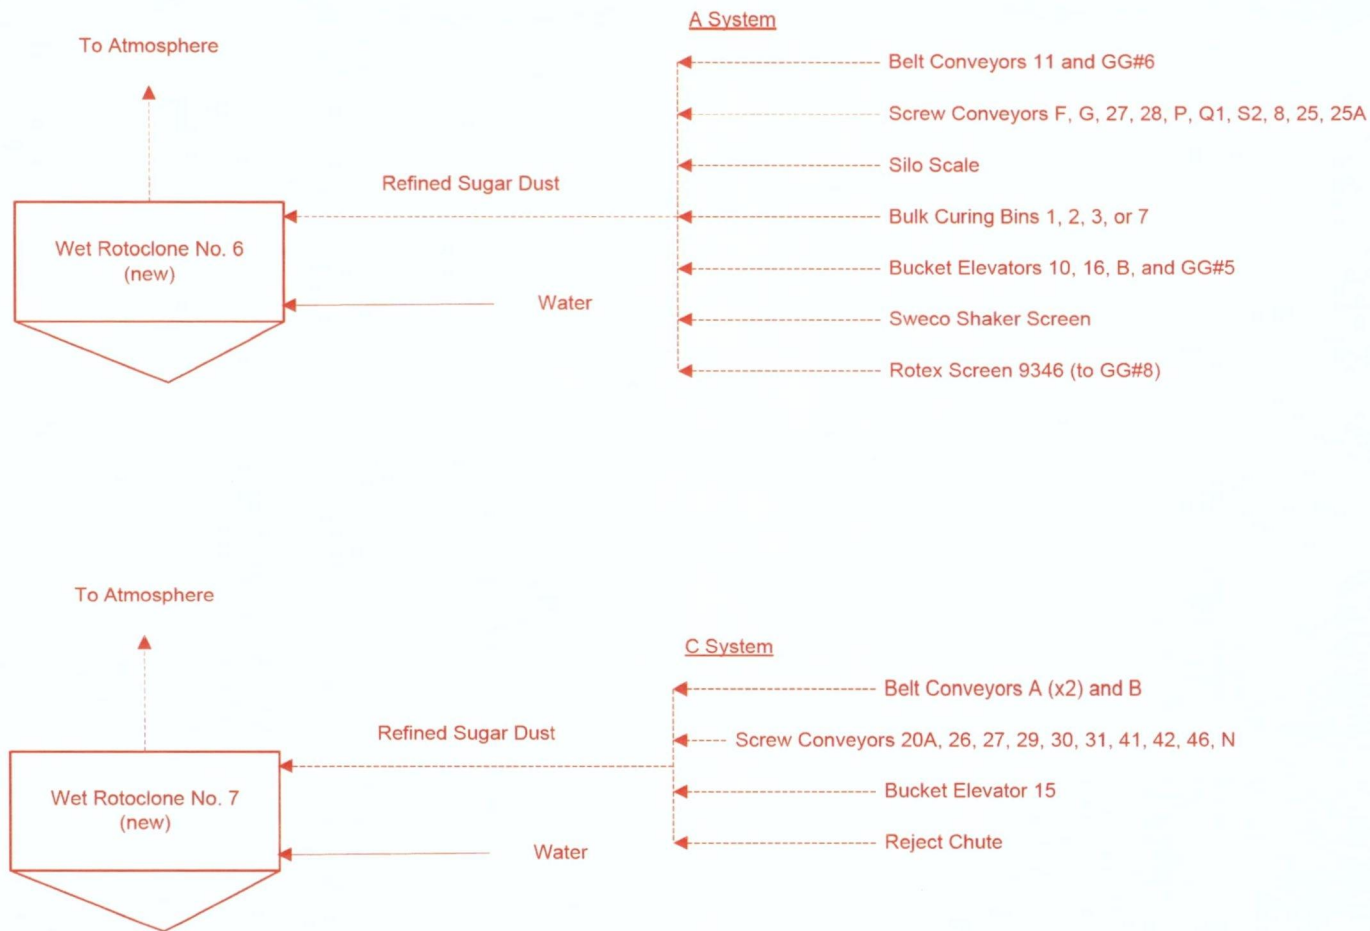 A System
To Atmosphere
Belt Conveyors 11 and GG#6
Screw Conveyors F, G, 27, 28, P, Q1, S2, 8, 25, 25A
Silo Scale
Refined Sugar Dust
Bulk Curing Bins 1, 2, 3, or 7
Wet Rotoclone No. 6
(new)
Bucket Elevators 10, 16, B, and GG#5
Water
Sweco Shaker Screen
Rotex Screen 9346 (to GG#8)
To Atmosphere
C System
Belt Conveyors A (x2) and B
Refined Sugar Dust
Screw Conveyors 20A, 26, 27, 29, 30, 31, 41, 42, 46, N
Wet Rotoclone No. 7
(new)
Bucket Elevator 15
Water
Reject Chute